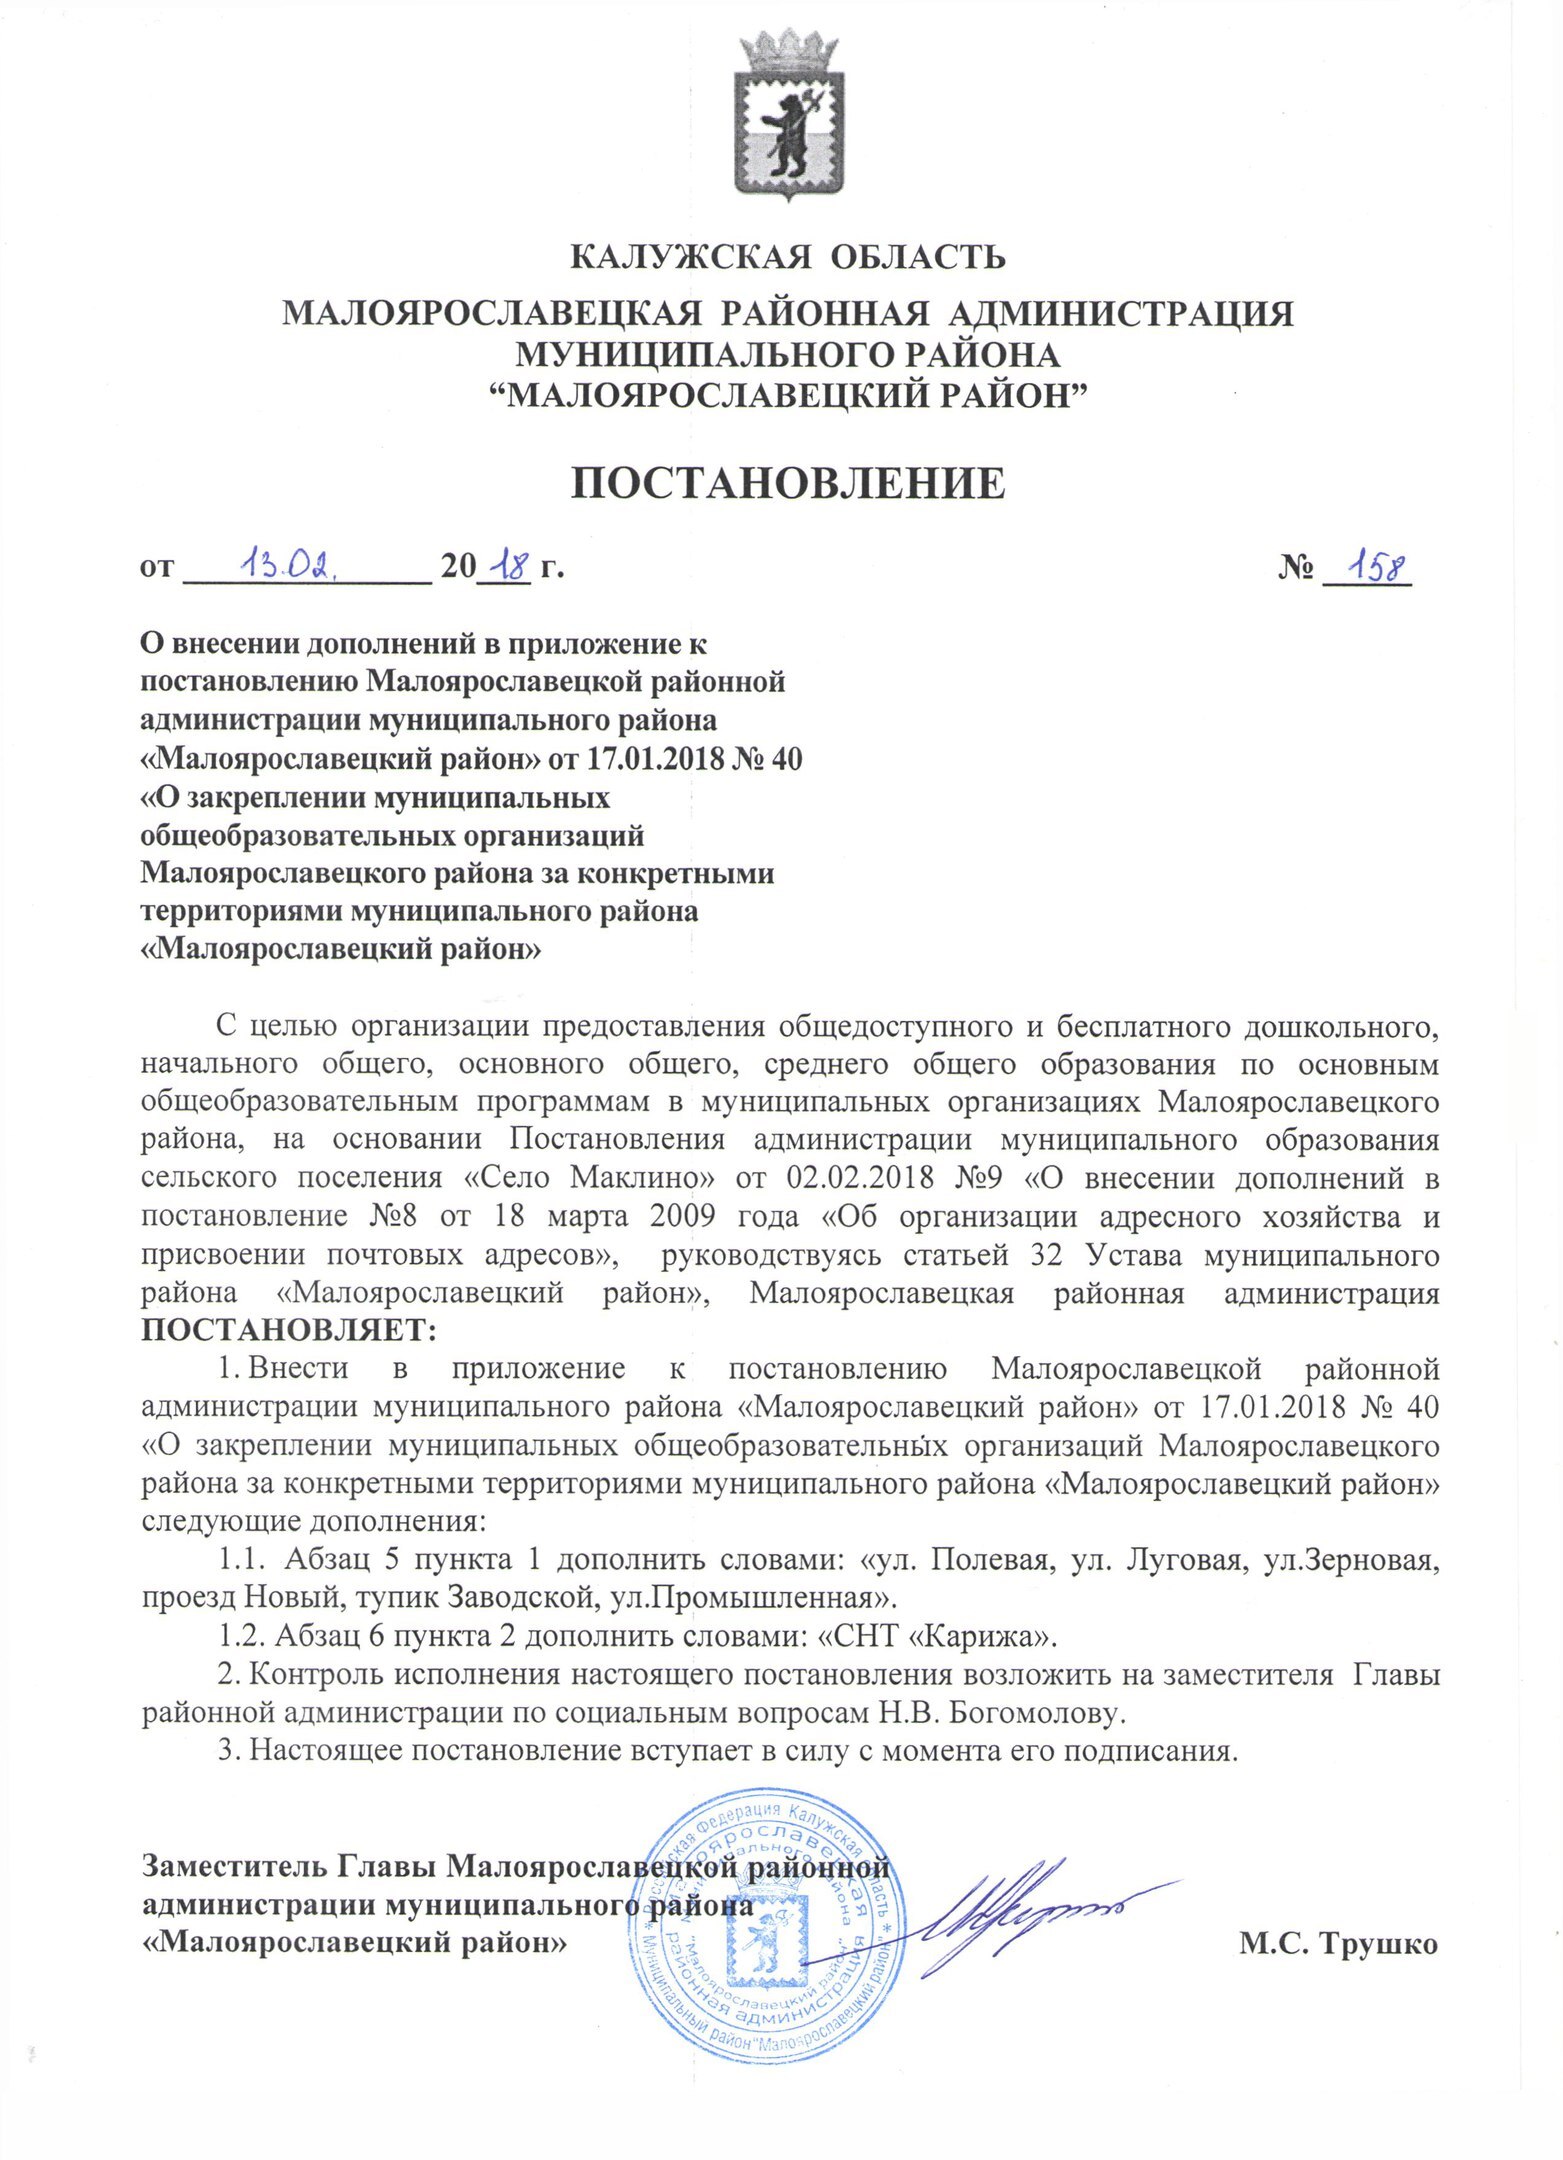 КАЛУЖСКАЯ ОБЛАСТЬ
МАЛОЯРОСЛАВЕЦКАЯ РАЙОННАЯ АДМИНИСТРАЦИЯ
МУНИЦИПАЛЬНОГО РАЙОНА
“МАЛОЯРОСЛАВЕЦКИЙ РАЙОН”
ПОСТАНОВЛЕНИЕ
от 13.02. 2018 г. № 158
О внесении дополнений в приложение к
постановлению Малоярославецкой районной
администрации муниципального района
«Малоярославецкий район» от 17.01.2018 № 40
«О закреплении муниципальных
общеобразовательных организаций
Малоярославецкого района за конкретными
территориями муниципального района
«Малоярославецкий район»
С целью организации предоставления общедоступного и бесплатного дошкольного,
начального общего, основного общего, среднего общего образования по основным
общеобразовательным программам в муниципальных организациях Малоярославецкого
района, на основании Постановления администрации муниципального образования
сельского поселения «Село Маклино» от 02.02.2018 №9 «О внесении дополнений в
постановление №8 от 18 марта 2009 года «Об организации адресного хозяйства и
присвоении почтовых адресов», руководствуясь статьей 32 Устава муниципального
района «Малоярославецкий район», Малоярославецкая районная администрация
ПОСТАНОВЛЯЕТ:
1. Внести в приложение к постановлению Малоярославецкой районной
администрации муниципального района «Малоярославецкий район» от 17.01.2018 № 40
«О закреплении муниципальных общеобразовательных организаций Малоярославецкого
района за конкретными территориями муниципального района «Малоярославецкий район»
следующие дополнения:
1.1. Абзац 5 пункта 1 дополнить словами: «ул. Полевая, ул. Луговая, ул.Зерновая,
проезд Новый, тупик Заводской, ул.Промышленная».
1.2. Абзац 6 пункта 2 дополнить словами: «СНТ «Карижа».
2. Контроль исполнения настоящего постановления возложить на заместителя Главы
районной администрации по социальным вопросам Н.В. Богомолову.
3. Настоящее постановление вступает в силу с момента его подписания.
Заместитель Главы Малоярославецкой районной
администрации муниципального района
«Малоярославецкий район» М.С. Трушко
* Российская Федерация Калужская область *
Муниципальный район "Малоярославецкий район"
Малоярославецкая
районная администрация
муниципального района
"Малоярославецкий район"